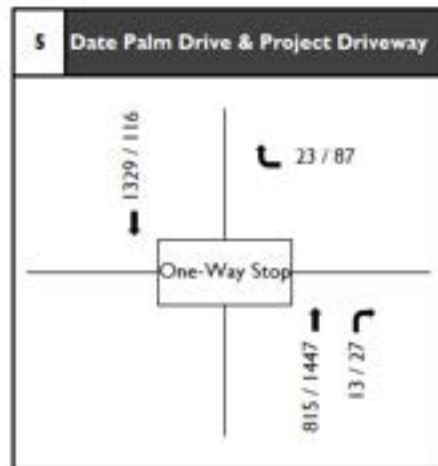 5 Date Palm Drive & Project Driveway
1329 / 116
23 / 87
One-Way Stop
815 / 1447
13 / 27